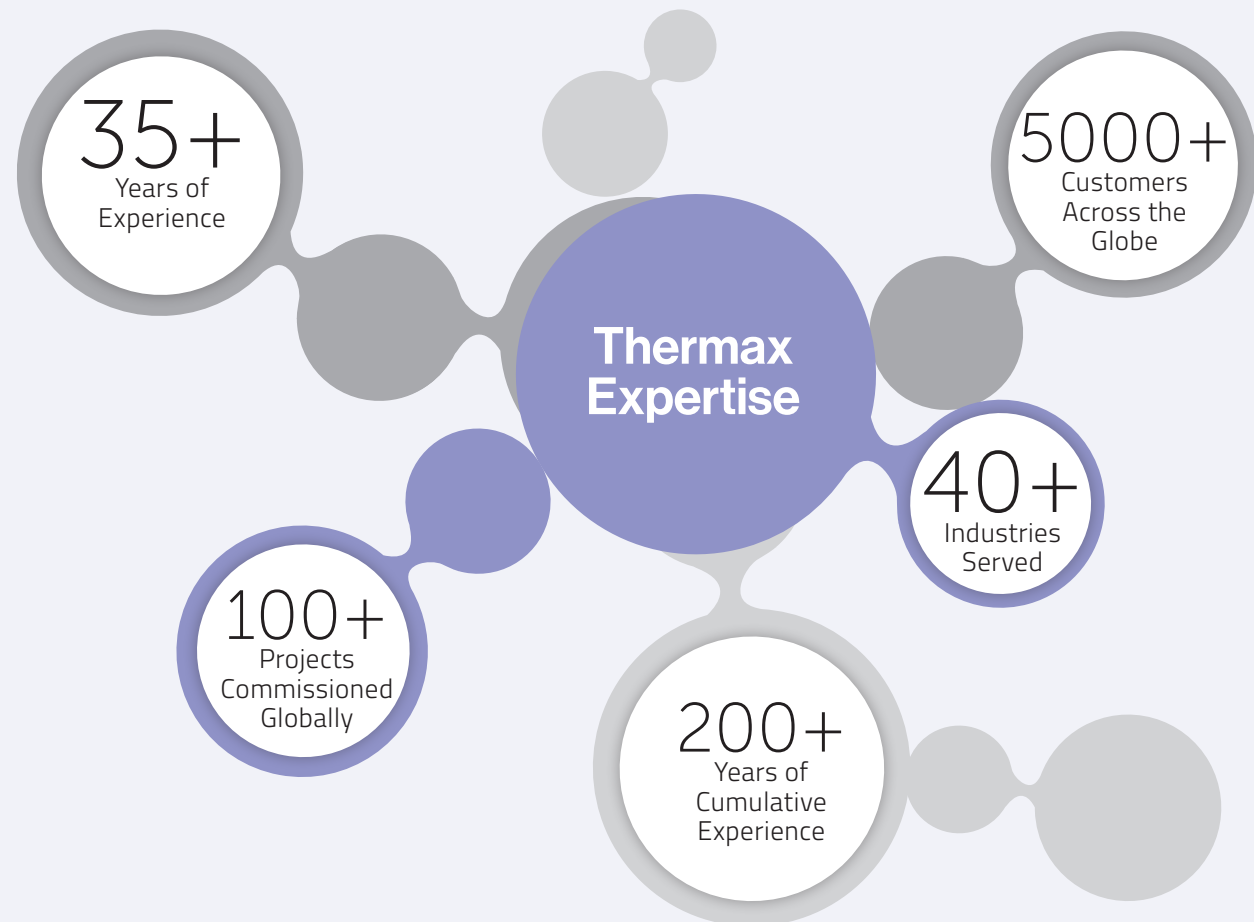 35+
Years of
Experience
5000+
Customers
Across the
Globe
Thermax
Expertise
40+
Industries
Served
100+
Projects
Commissioned
Globally
200+
Years of
Cumulative
Experience